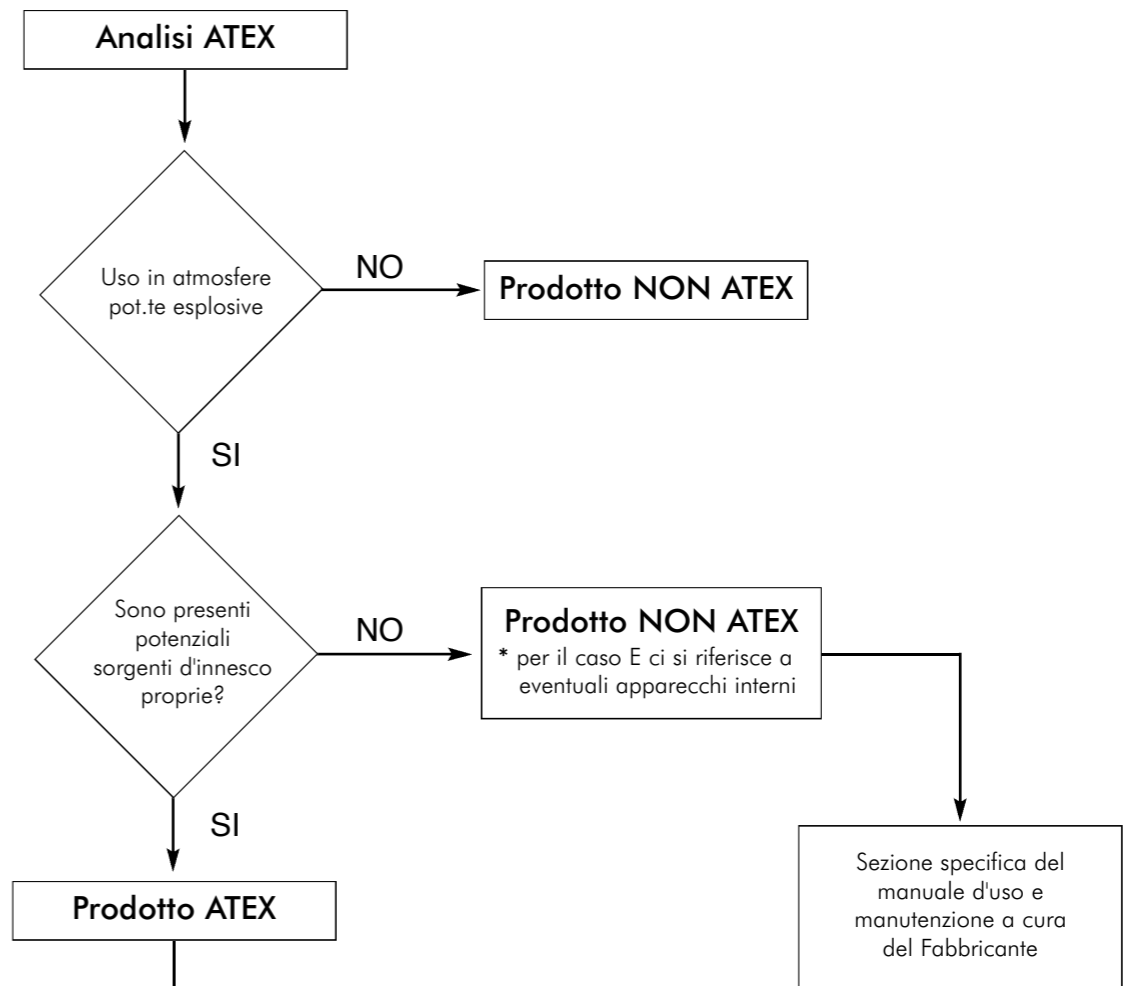 Analisi ATEX
Uso in atmosfere
pot.te esplosive
NO
Prodotto NON ATEX
SI
Sono presenti
potenziali
sorgenti d'innesco
proprie?
NO
Prodotto NON ATEX
* per il caso E ci si riferisce a
eventuali apparecchi interni
SI
Prodotto ATEX
Sezione specifica del
manuale d'uso e
manutenzione a cura
del Fabbricante